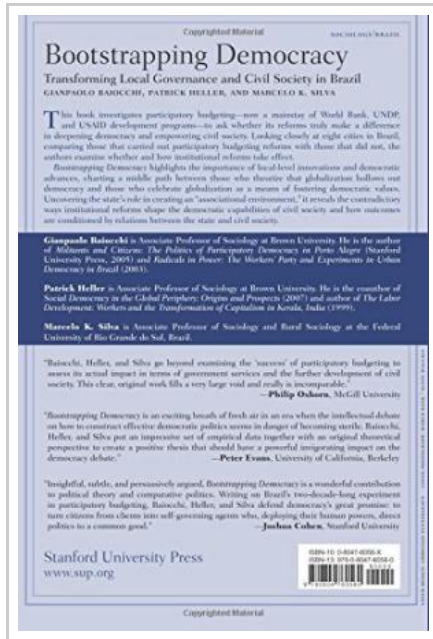 Copyrighted Material
SOCIOLOGY/BRAZIL
Bootstrapping Democracy
Transforming Local Governance and Civil Society in Brazil
GIANPAOLO BAIOCCHI, PATRICK HELLER, AND MARCELO K. SILVA
This book investigates participatory budgeting—now a mainstay of World Bank, UNDP,
and USAID development programs—to ask whether its reforms truly make a difference
in deepening democracy and empowering civil society. Looking closely at eight cities in Brazil,
comparing those that carried out participatory budgeting reforms with those that did not, the
authors examine whether and how institutional reforms take effect.
Bootstrapping Democracy highlights the importance of local-level innovations and democratic
advances, charting a middle path between those who theorize that globalization hollows out
democracy and those who celebrate globalization as a means of fostering democratic values.
Uncovering the state's role in creating an "associational environment," it reveals the contradictory
ways institutional reforms shape the democratic capabilities of civil society and how outcomes
are conditioned by relations between the state and civil society.
Gianpaolo Baiocchi is Associate Professor of Sociology at Brown University. He is the author
of Militants and Citizens: The Politics of Participatory Democracy in Porto Alegre (Stanford
University Press, 2005) and Radicals in Power: The Workers' Party and Experiments in Urban
Democracy in Brazil (2003).
Patrick Heller is Associate Professor of Sociology at Brown University. He is the coauthor of
Social Democracy in the Global Periphery: Origins and Prospects (2007) and author of The Labor
Development: Workers and the Transformation of Capitalism in Kerala, India (1999).
Marcelo K. Silva is Associate Professor of Sociology and Rural Sociology at the Federal
University of Rio Grande do Sul, Brazil.
"Baiocchi, Heller, and Silva go beyond examining the 'success' of participatory budgeting to
assess its actual impact in terms of government services and the further development of civil
society. This clear, original work fills a very large void and really is incomparable."
—Philip Oxhorn, McGill University
"Bootstrapping Democracy is an exciting breath of fresh air in an era when the intellectual debate
on how to construct effective democratic politics seems in danger of becoming sterile. Baiocchi,
Heller, and Silva put an impressive set of empirical data together with an original theoretical
perspective to create a positive thesis that should have a powerful invigorating impact on the
democracy debate."
—Peter Evans, University of California, Berkeley
"Insightful, subtle, and persuasively argued, Bootstrapping Democracy is a wonderful contribution
to political theory and comparative politics. Writing on Brazil's two-decade-long experiment
in participatory budgeting, Baiocchi, Heller, and Silva defend democracy's great promise: to
turn citizens from clients into self-governing agents who, deploying their human powers, direct
politics to a common good."
—Joshua Cohen, Stanford University
Stanford University Press
www.sup.org
Copyrighted Material